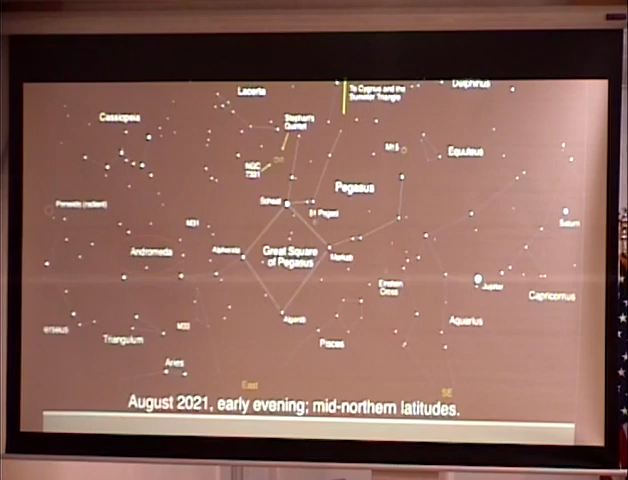 Lacerta
To Cygnus and the
Summer Triangle
Delphinus
Cassiopeia
Stephan's
Quintet
M15
Equuleus
NGC
7331
Pegasus
Perseids (radiant)
Scheat
51 Pegasi
M31
Saturn
Andromeda
Alpheratz
Great Square
of Pegasus
Markab
Einstein
Cross
Jupiter
Capricornus
Algenib
Aquarius
erseus
M33
Triangulum
Pisces
Aries
East
SE
August 2021, early evening; mid-northern latitudes.